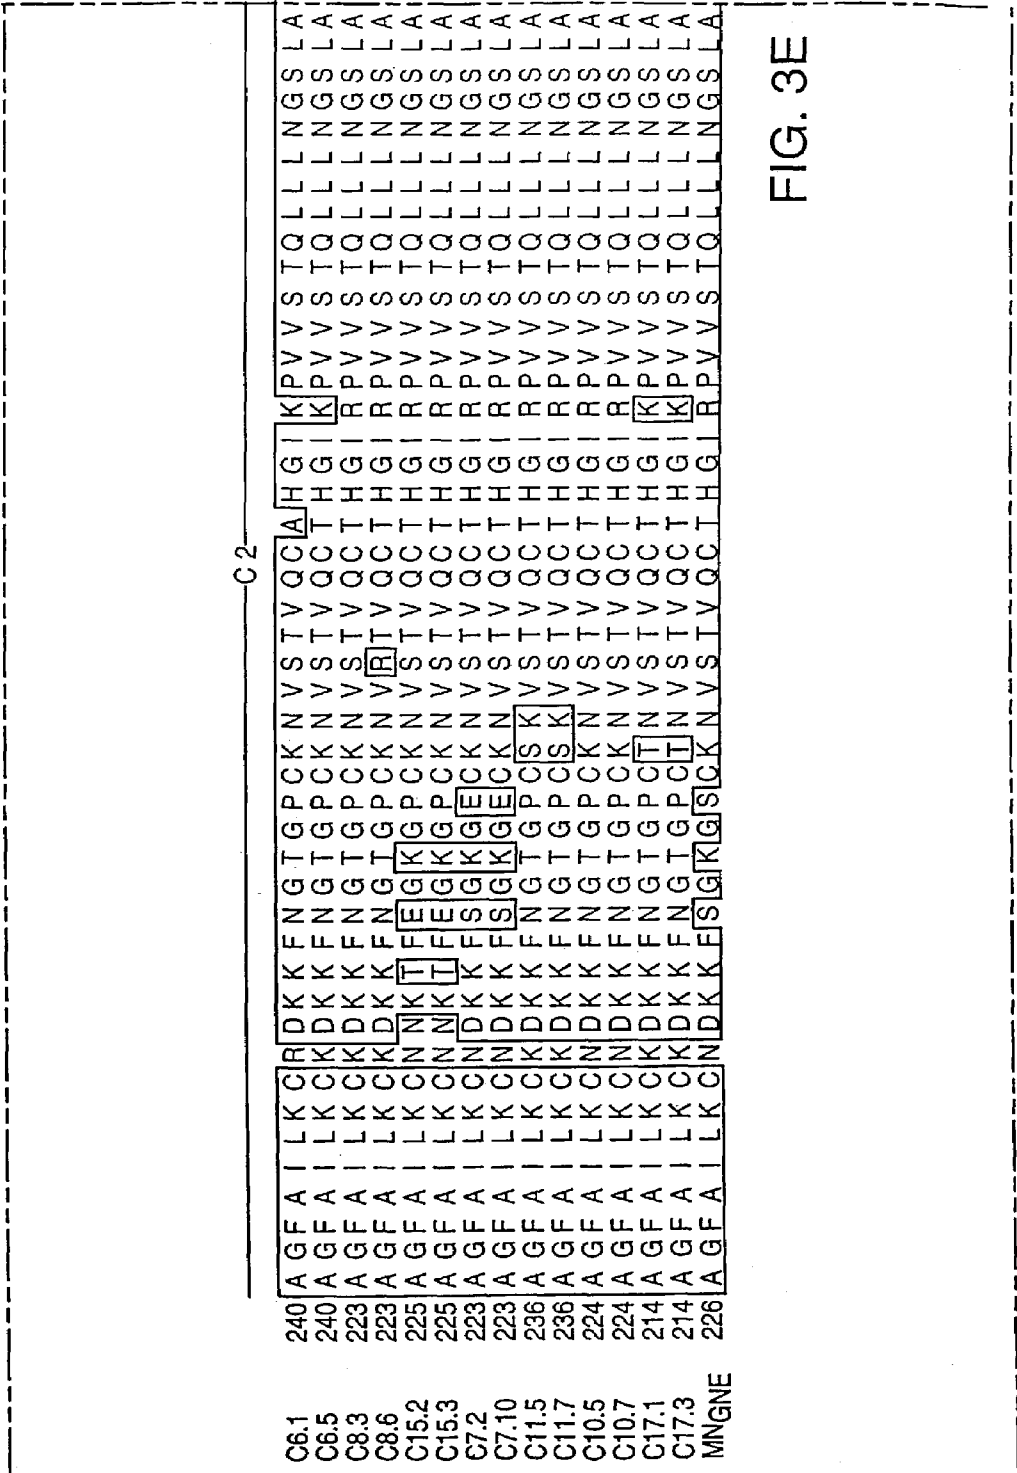 C2
C6.1 240 A G F A I L K C R D K K F N G T G P C K N V S T V Q C A H G I K P V V S T Q L L L N G S L A
C6.5 240 A G F A I L K C K D K K F N G T G P C K N V S T V Q C T H G I K P V V S T Q L L L N G S L A
C8.3 223 A G F A I L K C K D K K F N G T G P C K N V S T V Q C T H G I R P V V S T Q L L L N G S L A
C8.6 223 A G F A I L K C K D K K F N G T G P C K N V R T V Q C T H G I R P V V S T Q L L L N G S L A
C15.2 225 A G F A I L K C N N K T F E G K G P C K N V S T V Q C T H G I R P V V S T Q L L L N G S L A
C15.3 225 A G F A I L K C N N K T F E G K G P C K N V S T V Q C T H G I R P V V S T Q L L L N G S L A
C7.2 223 A G F A I L K C N D K K F S G K G E C K N V S T V Q C T H G I R P V V S T Q L L L N G S L A
C7.10 223 A G F A I L K C N D K K F S G K G E C K N V S T V Q C T H G I R P V V S T Q L L L N G S L A
C11.5 236 A G F A I L K C K D K K F N G T G P C S K V S T V Q C T H G I R P V V S T Q L L L N G S L A
C11.7 236 A G F A I L K C K D K K F N G T G P C S K V S T V Q C T H G I R P V V S T Q L L L N G S L A
C10.5 224 A G F A I L K C N D K K F N G T G P C K N V S T V Q C T H G I R P V V S T Q L L L N G S L A
C10.7 224 A G F A I L K C N D K K F N G T G P C K N V S T V Q C T H G I R P V V S T Q L L L N G S L A
C17.1 214 A G F A I L K C K D K K F N G T G P C T N V S T V Q C T H G I K P V V S T Q L L L N G S L A
C17.3 214 A G F A I L K C K D K K F N G T G P C T N V S T V Q C T H G I K P V V S T Q L L L N G S L A
MNGNE 226 A G F A I L K C N D K K F S G K G S C K N V S T V Q C T H G I R P V V S T Q L L L N G S L A
FIG. 3E